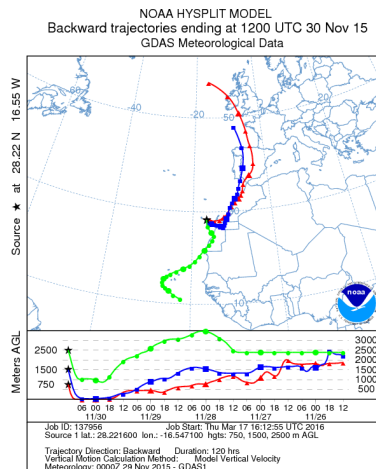 NOAA HYSPLIT MODEL
Backward trajectories ending at 1200 UTC 30 Nov 15
GDAS Meteorological Data
Source ★ at 28.22 N 16.55 W
-40
-20
50
20
60
noaa
Meters AGL
2500
1500
750
3000
2500
2000
1500
1000
500
06 00 18 12 06 00 18 12 06 00 18 12 06 00 18 12 06 00 18 12
11/30 11/29 11/28 11/27 11/26
Job ID: 137956 Job Start: Thu Mar 17 16:12:55 UTC 2016
Source 1 lat.: 28.221600 lon.: -16.547100 hgts: 750, 1500, 2500 m AGL
Trajectory Direction: Backward Duration: 120 hrs
Vertical Motion Calculation Method: Model Vertical Velocity
Meteorology: 0000Z 29 Nov 2015 - GDAS1